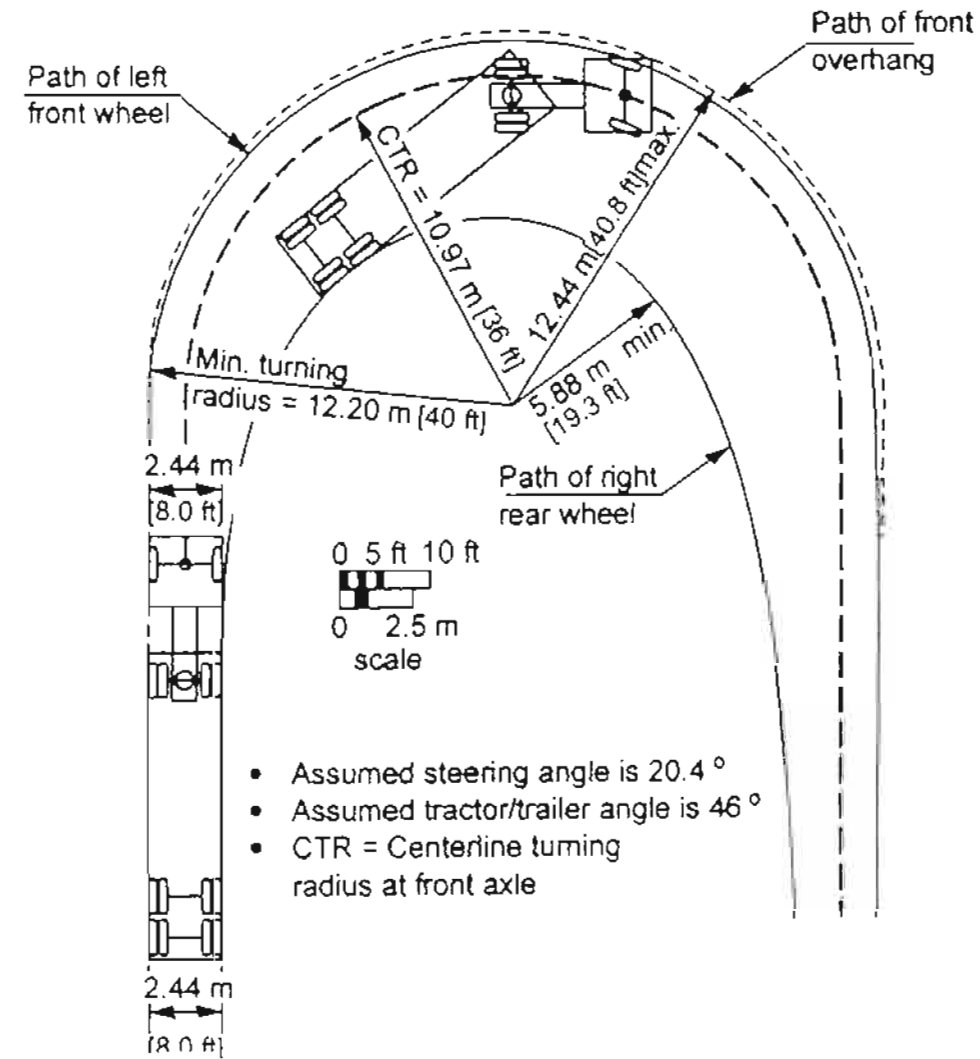 Path of front
overhang
Path of left
front wheel
CTR = 10.97 m [36 ft]
12.44 m [40.8 ft] max.
5.88 m min.
[19.3 ft]
Min. turning
radius = 12.20 m [40 ft]
2.44 m
[8.0 ft]
Path of right
rear wheel
0 5 ft 10 ft
0 2.5 m
scale
• Assumed steering angle is 20.4 °
• Assumed tractor/trailer angle is 46 °
• CTR = Centerline turning
radius at front axle
2.44 m
[8.0 ft]